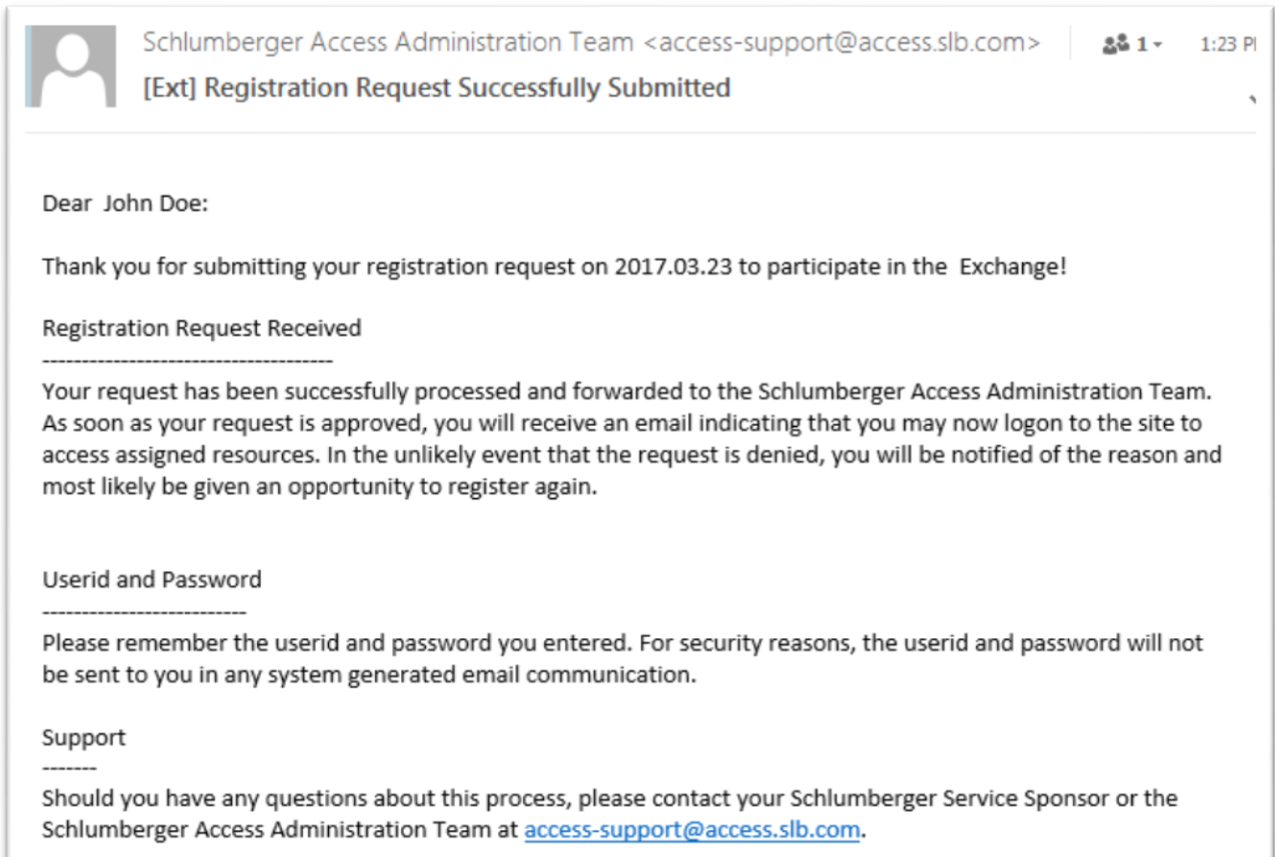 Schlumberger Access Administration Team <access-support@access.slb.com> 1 1:23 P
[Ext] Registration Request Successfully Submitted
Dear  John Doe:
Thank you for submitting your registration request on 2017.03.23 to participate in the  Exchange!
Registration Request Received
-------------------------------------
Your request has been successfully processed and forwarded to the Schlumberger Access Administration Team.
As soon as your request is approved, you will receive an email indicating that you may now logon to the site to
access assigned resources. In the unlikely event that the request is denied, you will be notified of the reason and
most likely be given an opportunity to register again.
Userid and Password
--------------------------
Please remember the userid and password you entered. For security reasons, the userid and password will not
be sent to you in any system generated email communication.
Support
-------
Should you have any questions about this process, please contact your Schlumberger Service Sponsor or the
Schlumberger Access Administration Team at access-support@access.slb.com.